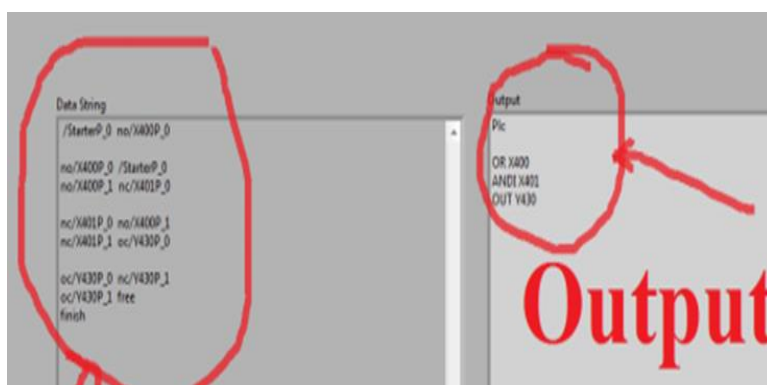 Data String
/StarterP_0 no/X400P_0
no/X400P_0 /StarterP_0
no/X400P_1 nc/X401P_0
nc/X401P_0 no/X400P_1
nc/X401P_1 oc/Y430P_0
oc/Y430P_0 nc/Y430P_1
oc/Y430P_1 free
finish
Output
Plc
OR X400
ANDI X401
OUT Y430
Output